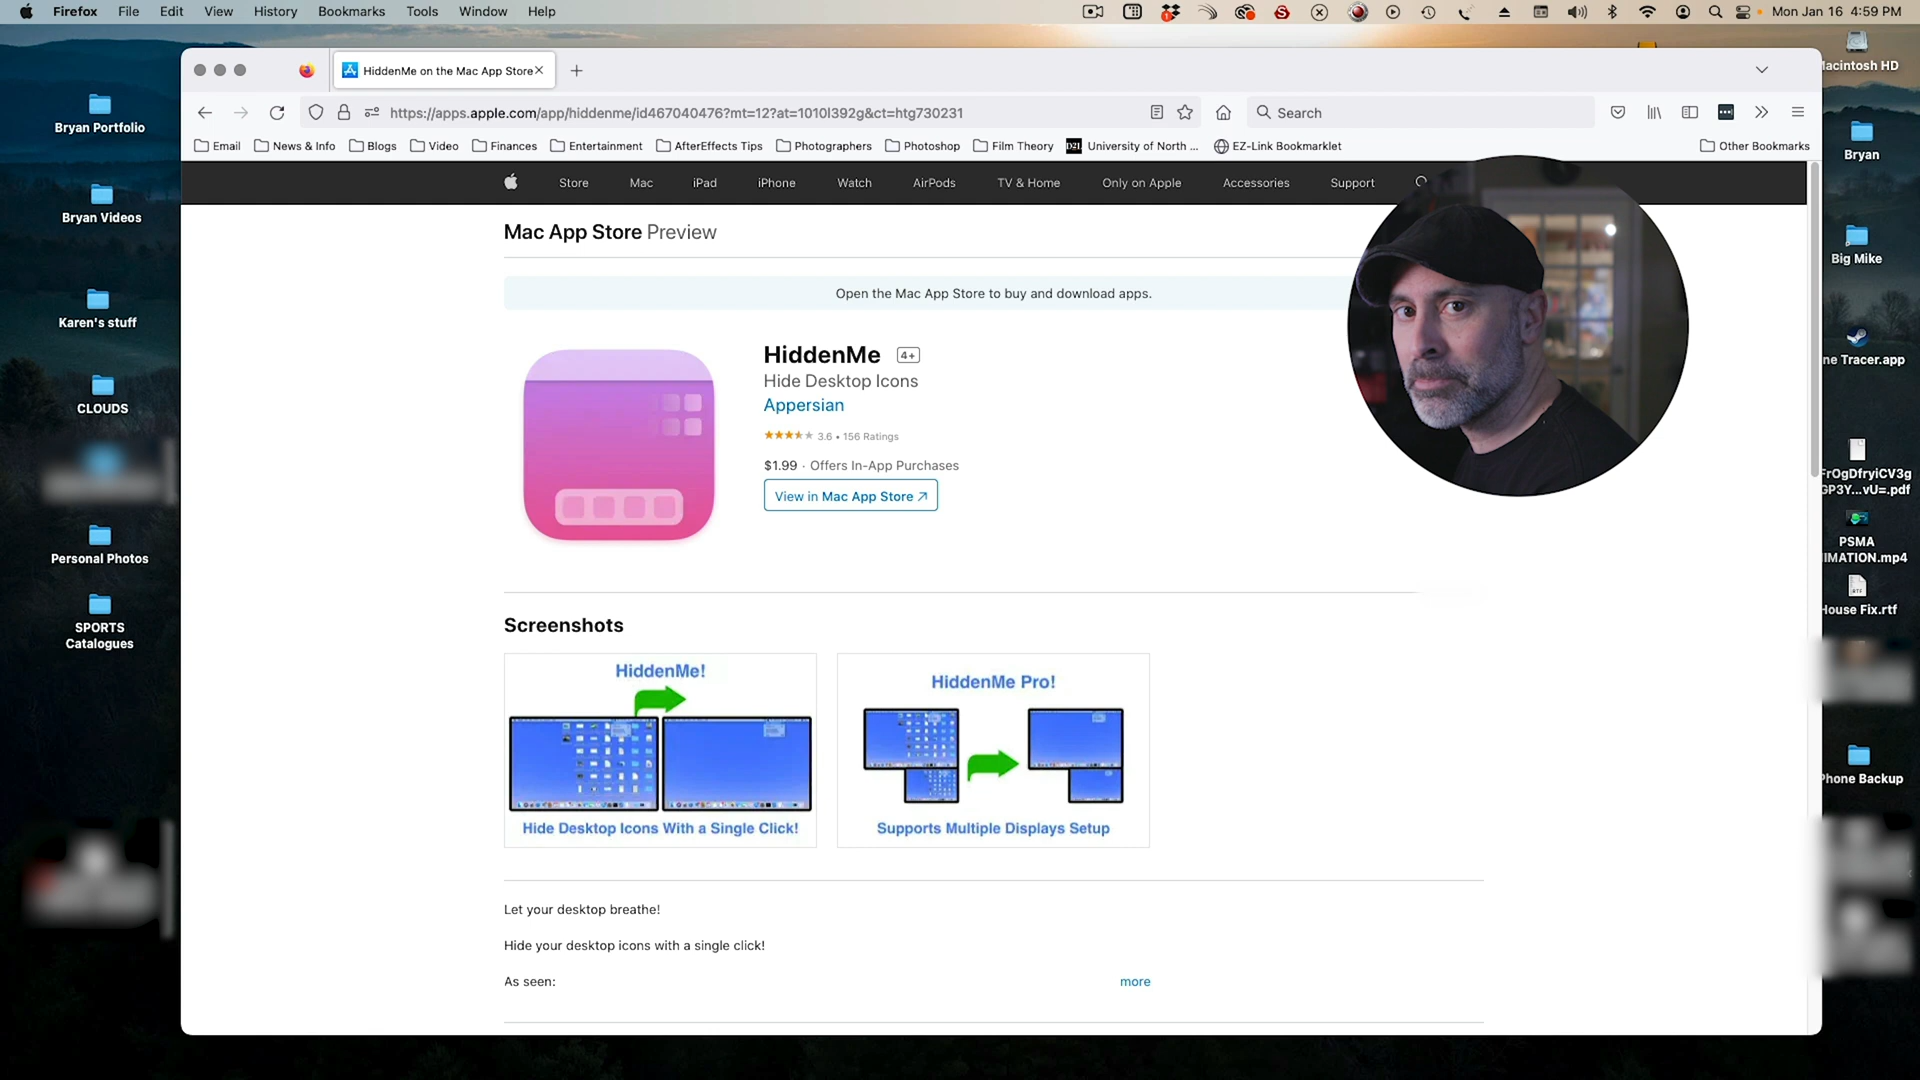 Firefox File Edit View History Bookmarks Tools Window Help
Mon Jan 16 4:59 PM
HiddenMe on the Mac App Store
https://apps.apple.com/app/hiddenme/id467040476?mt=12?at=1010l392g&ct=htg730231
Search
Email News & Info Blogs Video Finances Entertainment AfterEffects Tips Photographers Photoshop Film Theory D2L University of North ... EZ-Link Bookmarklet Other Bookmarks
Store Mac iPad iPhone Watch AirPods TV & Home Only on Apple Accessories Support
Mac App Store Preview
Open the Mac App Store to buy and download apps.
HiddenMe 4+
Hide Desktop Icons
Appersian
3.6 • 156 Ratings
$1.99 · Offers In-App Purchases
View in Mac App Store ↗
Screenshots
HiddenMe!
Hide Desktop Icons With a Single Click!
HiddenMe Pro!
Supports Multiple Displays Setup
Let your desktop breathe!
Hide your desktop icons with a single click!
As seen:
more
Bryan Portfolio
Bryan Videos
Karen's stuff
CLOUDS
Personal Photos
SPORTS
Catalogues
Macintosh HD
Bryan
Big Mike
ne Tracer.app
FrOgDfryiCV3g
GP3Y...vU=.pdf
PSMA
IMATION.mp4
House Fix.rtf
Phone Backup